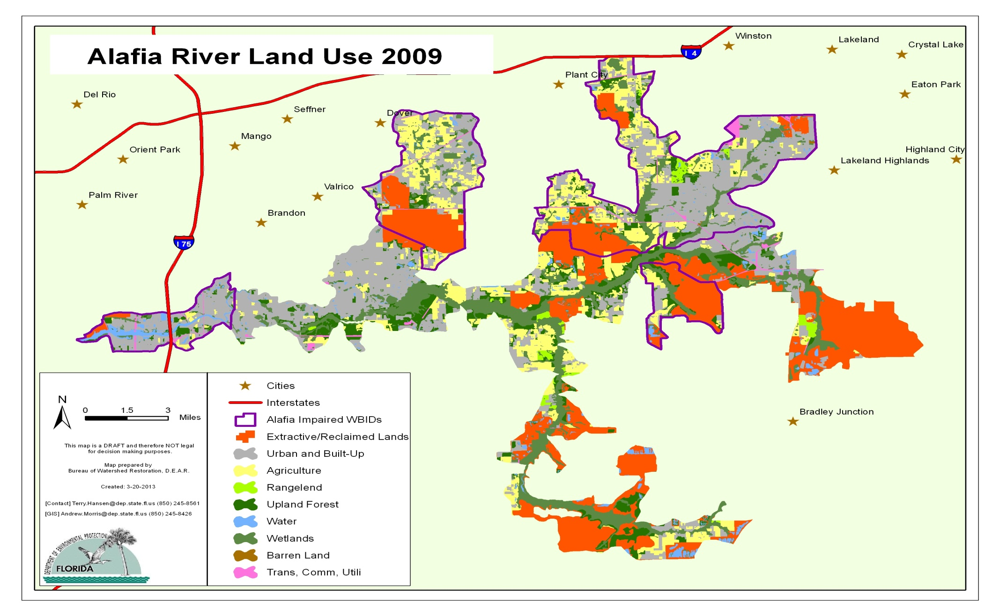 Alafia River Land Use 2009
Winston
Lakeland
Crystal Lake
I 4
Plant City
Eaton Park
Del Rio
Seffner
Dover
Mango
Orient Park
Highland City
Lakeland Highlands
Valrico
Palm River
Brandon
I 75
Bradley Junction
N
0 1.5 3
Miles
This map is a DRAFT and therefore NOT legal
for decision making purposes.
Map prepared by
Bureau of Watershed Restoration, D.E.A.R.
Created: 3-20-2013
[Contact] Terry.Hansen@dep.state.fl.us (850) 245-8561
[GIS] Andrew.Morris@dep.state.fl.us (850) 245-8426
DEPARTMENT OF ENVIRONMENTAL PROTECTION
FLORIDA
Cities
Interstates
Alafia Impaired WBIDs
Extractive/Reclaimed Lands
Urban and Built-Up
Agriculture
Rangelend
Upland Forest
Water
Wetlands
Barren Land
Trans, Comm, Utili